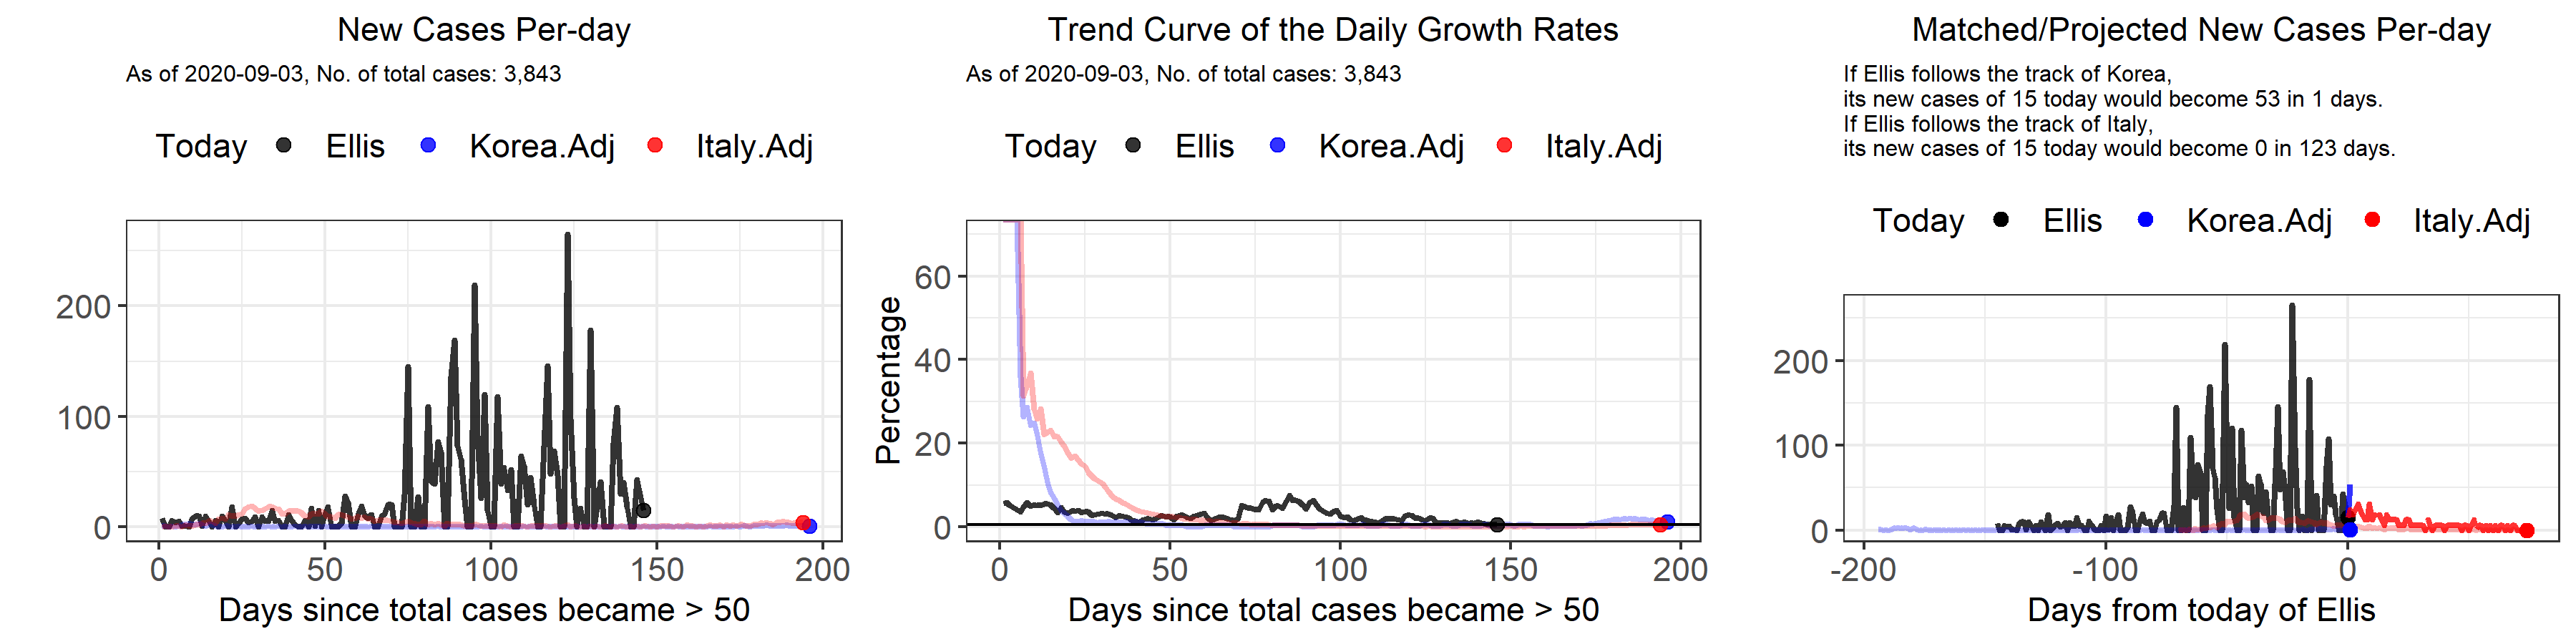 New Cases Per-day
As of 2020-09-03, No. of total cases: 3,843
Today Ellis Korea.Adj Italy.Adj
200
100
0
0 50 100 150 200
Days since total cases became > 50
Trend Curve of the Daily Growth Rates
As of 2020-09-03, No. of total cases: 3,843
Today Ellis Korea.Adj Italy.Adj
Percentage
60
40
20
0
0 50 100 150 200
Days since total cases became > 50
Matched/Projected New Cases Per-day
If Ellis follows the track of Korea,
its new cases of 15 today would become 53 in 1 days.
If Ellis follows the track of Italy,
its new cases of 15 today would become 0 in 123 days.
Today Ellis Korea.Adj Italy.Adj
200
100
0
-200 -100 0
Days from today of Ellis